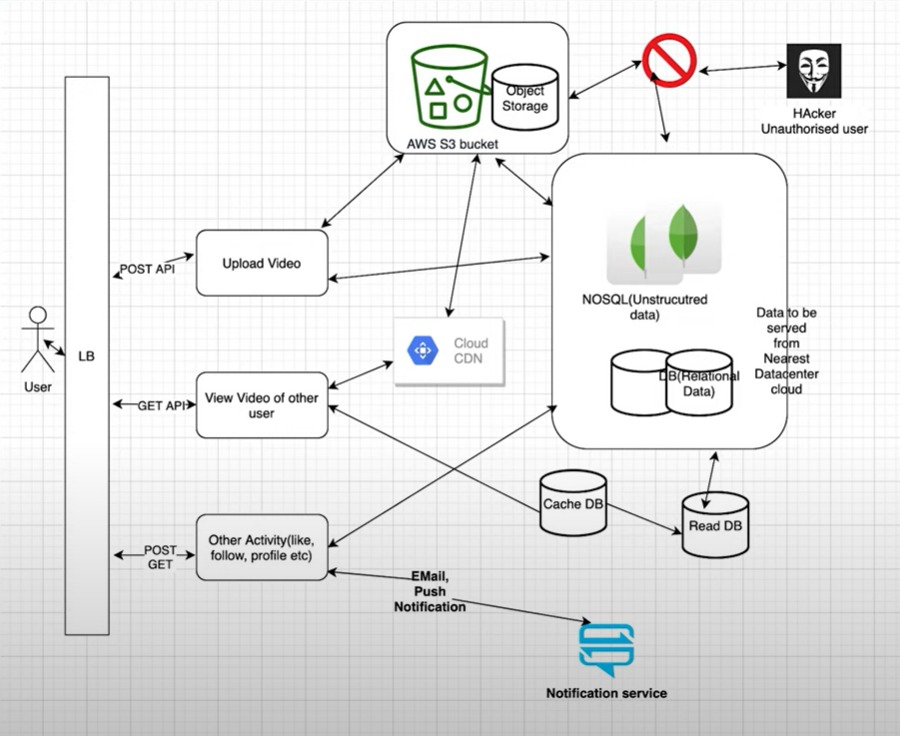 Object
Storage
AWS S3 bucket
HAcker
Unauthorised user
Upload Video
POST API
NOSQL(Unstrucutred
data)
Data to be
served
from
Nearest
Datacenter
cloud
Cloud
CDN
LB
User
DB(Relational
Data)
View Video of other
user
GET API
Cache DB
Read DB
Other Activity(like,
follow, profile etc)
POST
GET
EMail,
Push
Notification
Notification service